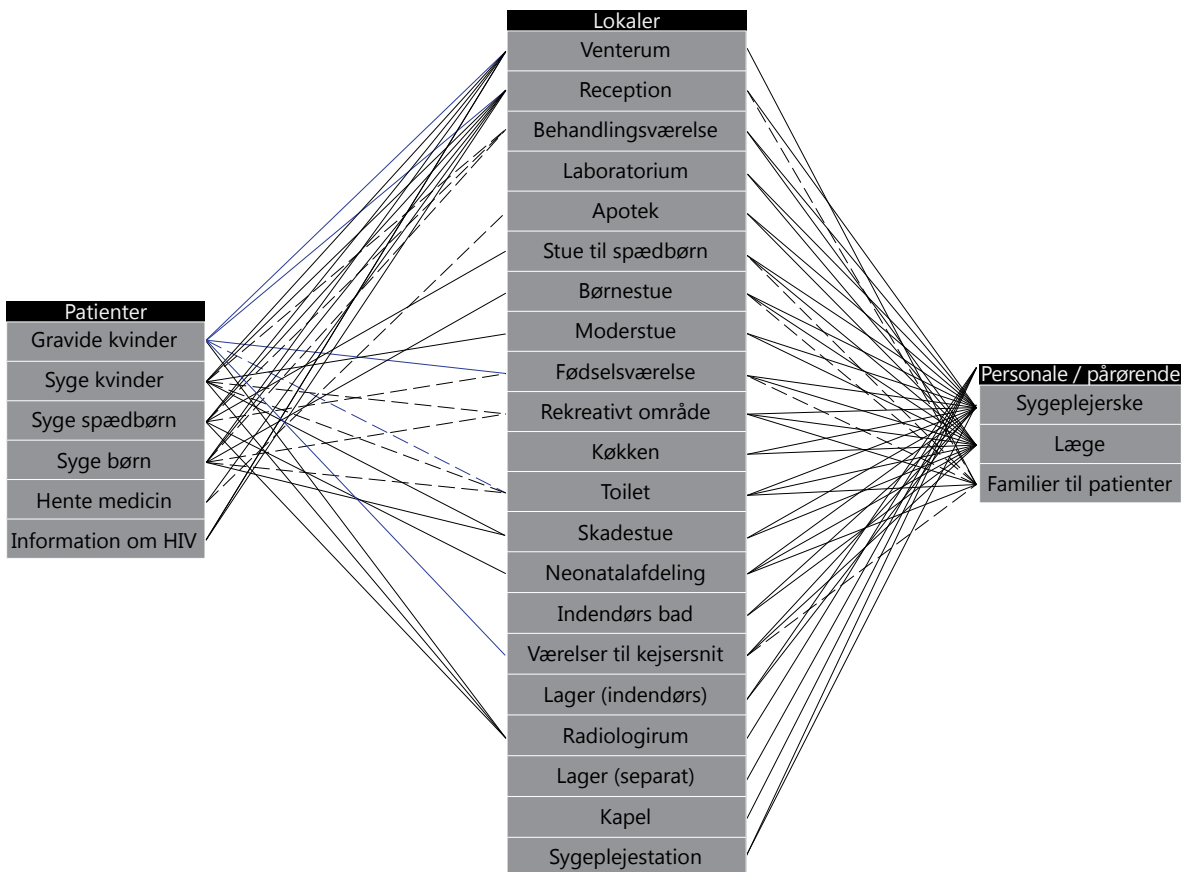 Patienter
Gravide kvinder
Syge kvinder
Syge spædbørn
Syge børn
Hente medicin
Information om HIV
Lokaler
Venterum
Reception
Behandlingsværelse
Laboratorium
Apotek
Stue til spædbørn
Børnestue
Moderstue
Fødselsværelse
Rekreativt område
Køkken
Toilet
Skadestue
Neonatalafdeling
Indendørs bad
Værelser til kejsersnit
Lager (indendørs)
Radiologirum
Lager (separat)
Kapel
Sygeplejestation
Personale / pårørende
Sygeplejerske
Læge
Familier til patienter